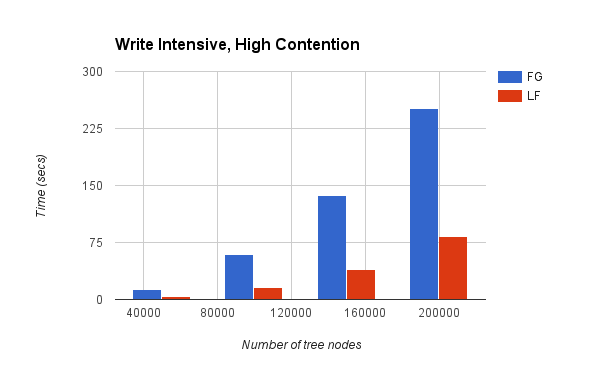 Write Intensive, High Contention
FG
LF
300
225
150
75
0
Time (secs)
40000 80000 120000 160000 200000
Number of tree nodes